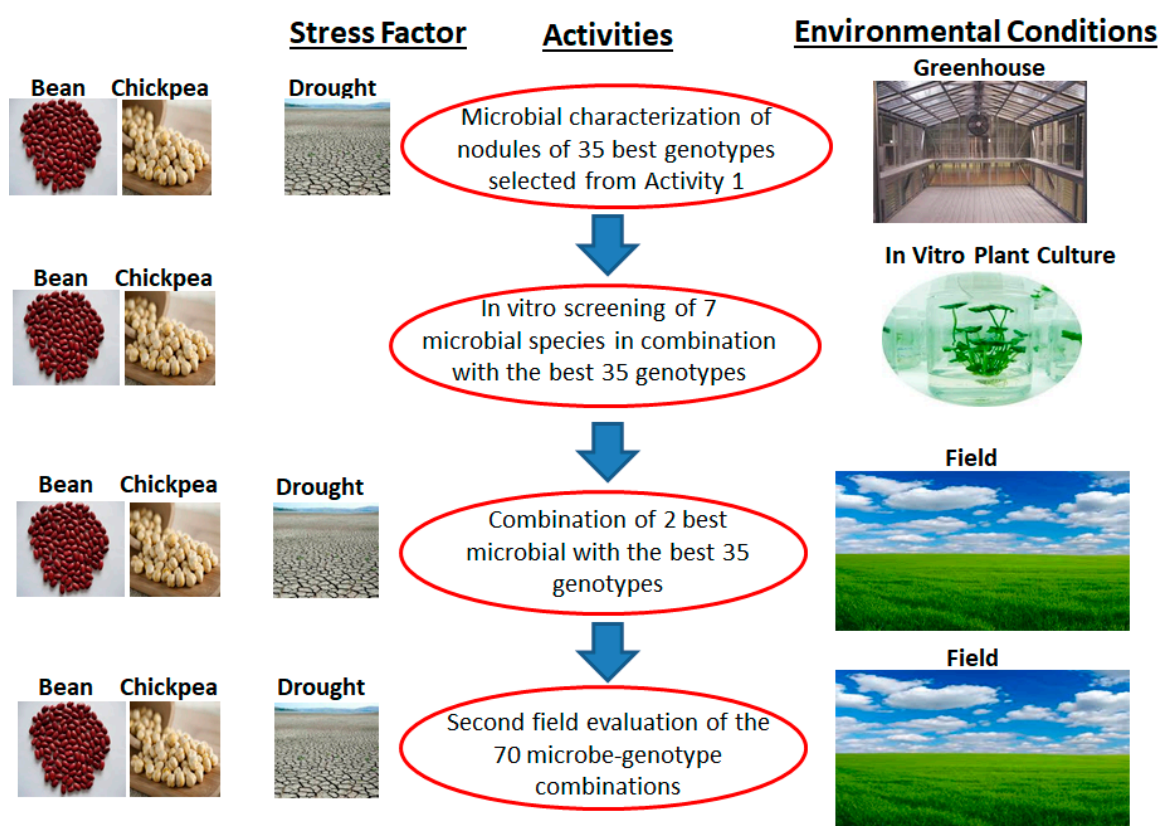 Stress Factor Activities Environmental Conditions
Bean Chickpea Drought Greenhouse
Microbial characterization of
nodules of 35 best genotypes
selected from Activity 1
Bean Chickpea In Vitro Plant Culture
In vitro screening of 7
microbial species in combination
with the best 35 genotypes
Bean Chickpea Drought Field
Combination of 2 best
microbial with the best 35
genotypes
Bean Chickpea Drought Field
Second field evaluation of the
70 microbe-genotype
combinations